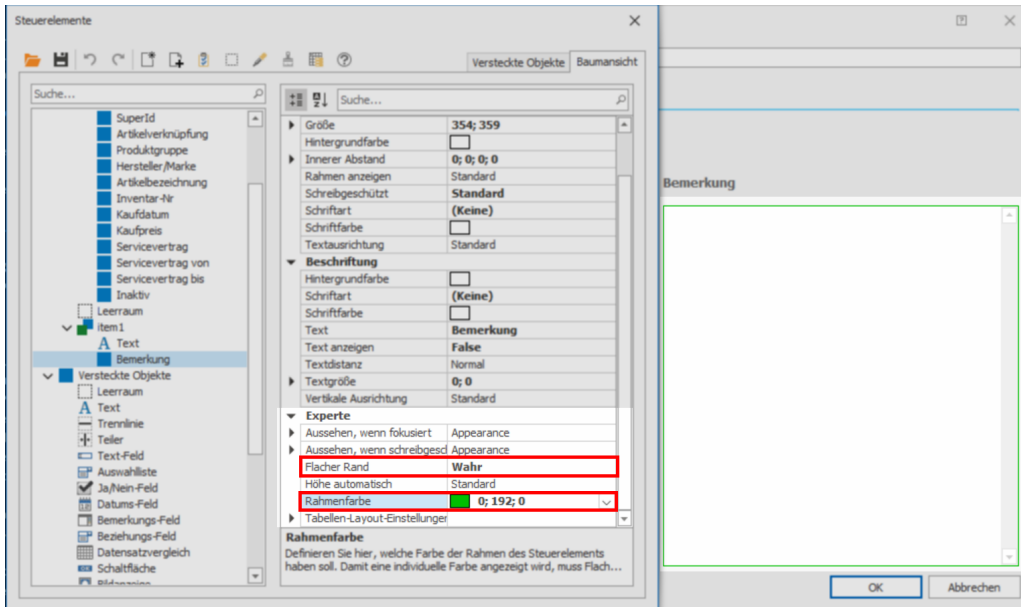 Steuerelemente
Versteckte Objekte
Baumansicht
Suche...
SuperId
Artikelverknüpfung
Produktgruppe
Hersteller/Marke
Artikelbezeichnung
Inventar-Nr
Kaufdatum
Kaufpreis
Servicevertrag
Servicevertrag von
Servicevertrag bis
Inaktiv
Leerraum
item1
A Text
Bemerkung
Versteckte Objekte
Leerraum
A Text
Trennlinie
Teiler
Text-Feld
Auswahlliste
Ja/Nein-Feld
Datums-Feld
Bemerkungs-Feld
Beziehungs-Feld
Datensatzvergleich
Schaltfläche
Bildanzeige
Suche...
Größe 354; 359
Hintergrundfarbe
Innerer Abstand 0; 0; 0; 0
Rahmen anzeigen Standard
Schreibgeschützt Standard
Schriftart (Keine)
Schriftfarbe
Textausrichtung Standard
Beschriftung
Hintergrundfarbe
Schriftart (Keine)
Schriftfarbe
Text Bemerkung
Text anzeigen False
Textdistanz Normal
Textgröße 0; 0
Vertikale Ausrichtung Standard
Experte
Aussehen, wenn fokusiert Appearance
Aussehen, wenn schreibgesc Appearance
Flacher Rand Wahr
Höhe automatisch Standard
Rahmenfarbe 0; 192; 0
Tabellen-Layout-Einstellunger
Rahmenfarbe
Definieren Sie hier, welche Farbe der Rahmen des Steuerelements
haben soll. Damit eine individuelle Farbe angezeigt wird, muss Flach...
Bemerkung
OK
Abbrechen